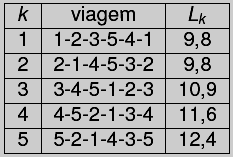 k viagem Lk
1 1-2-3-5-4-1 9,8
2 2-1-4-5-3-2 9,8
3 3-4-5-1-2-3 10,9
4 4-5-2-1-3-4 11,6
5 5-2-1-4-3-5 12,4